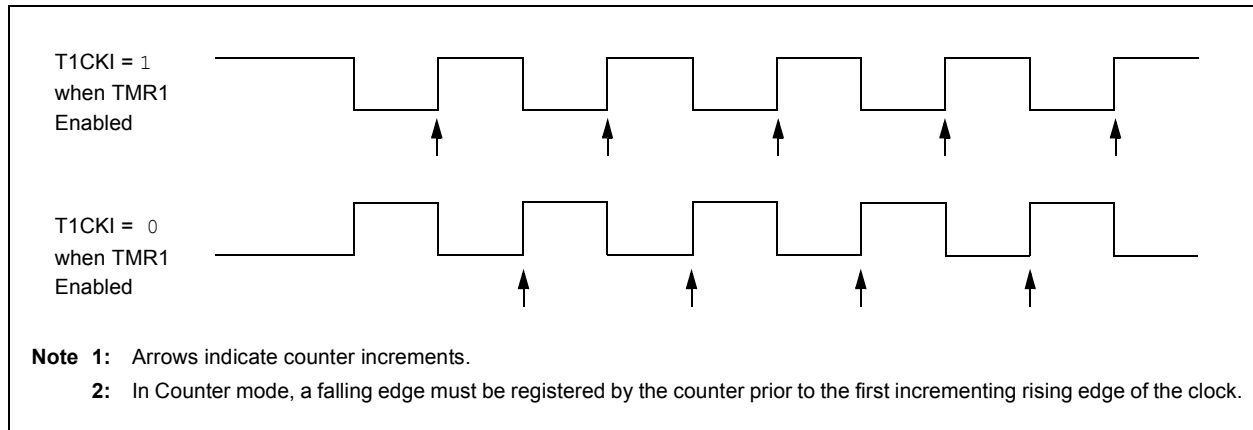 T1CKI = 1
when TMR1
Enabled
T1CKI = 0
when TMR1
Enabled
Note 1: Arrows indicate counter increments.
2: In Counter mode, a falling edge must be registered by the counter prior to the first incrementing rising edge of the clock.